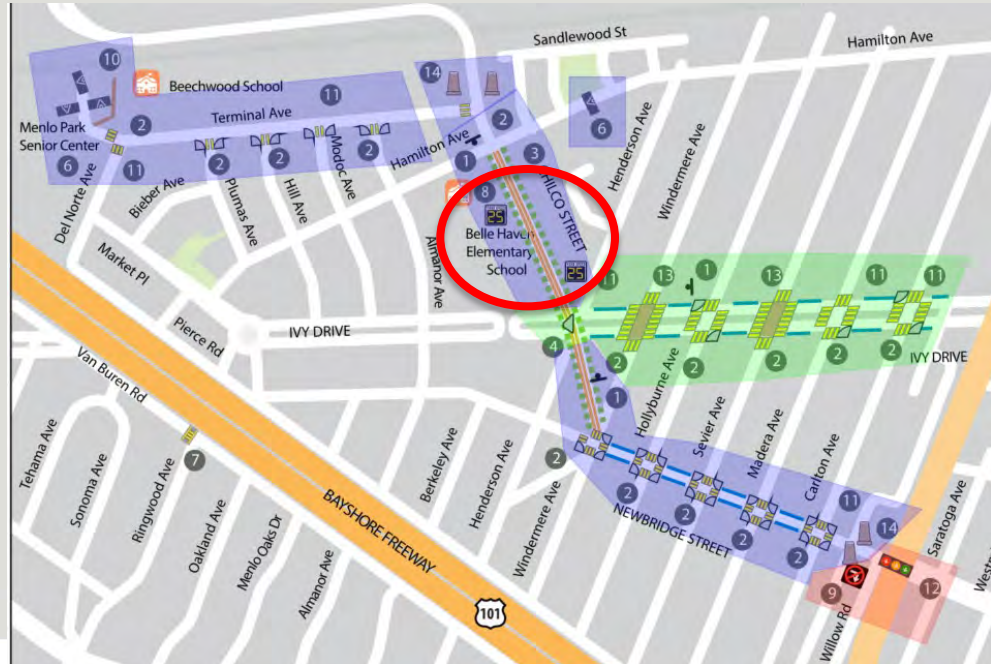 Sandlewood St
Hamilton Ave
10
14
Beechwood School
11
Terminal Ave
2
2
Menlo Park
Senior Center
6
11
2
2
2
2
Hamilton Ave
1
3
6
Del Norte Ave
Bieber Ave
Plumas Ave
Hill Ave
Modoc Ave
Henderson Ave
Windermere Ave
8
HILCO STREET
25
Belle Haven
Elementary
School
25
Almanor Ave
Market Pl
11
13
1
13
11
11
Pierce Rd
IVY DRIVE
4
2
2
2
2
IVY DRIVE
Van Buren Rd
1
Hollyburne Ave
Sevier Ave
Madera Ave
Carlton Ave
Tehama Ave
Sonoma Ave
Ringwood Ave
7
Oakland Ave
Menlo Oaks Dr
Almanor Ave
BAYSHORE FREEWAY
Berkeley Ave
Henderson Ave
Windermere Ave
2
2
2
2
2
NEWBRIDGE STREET
11
14
Saratoga Ave
9
12
Willow Rd
101